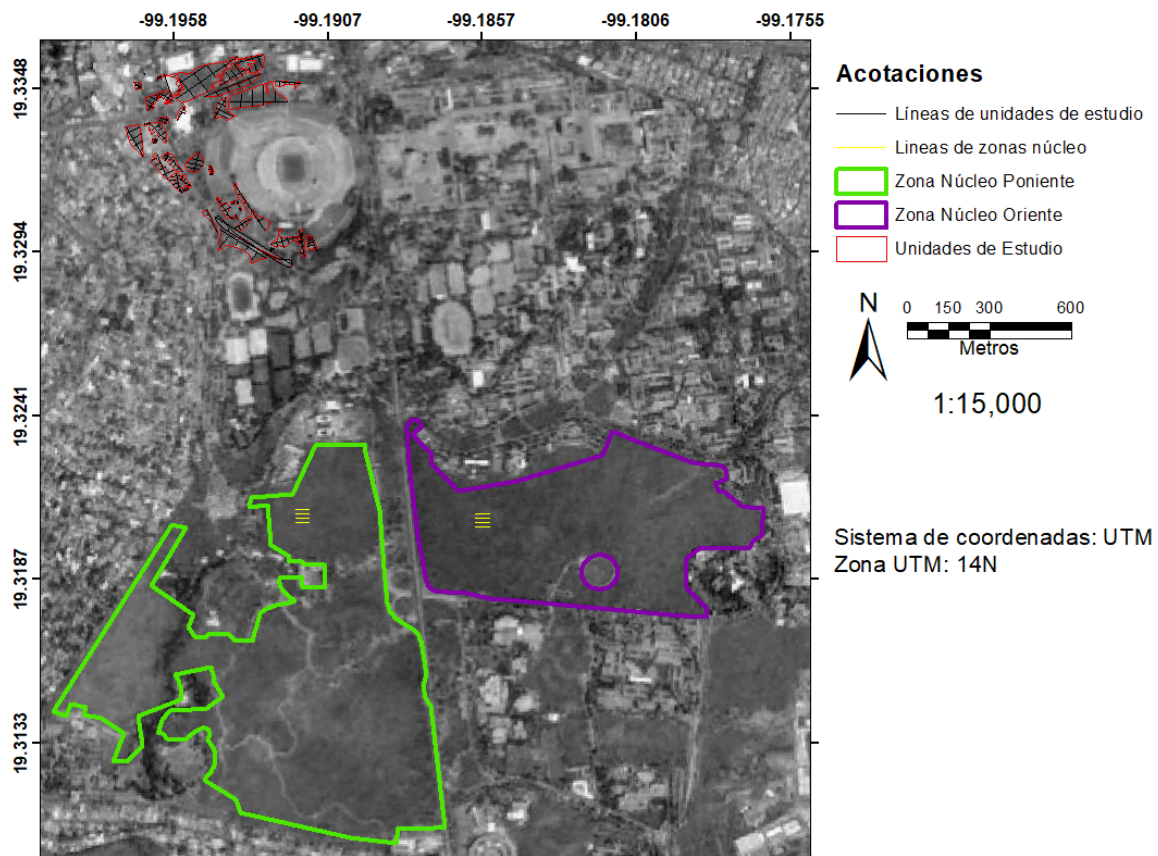 -99.1958 -99.1907 -99.1857 -99.1806 -99.1755
19.3348
19.3294
19.3241
19.3187
19.3133
Acotaciones
Líneas de unidades de estudio
Lineas de zonas núcleo
Zona Núcleo Poniente
Zona Núcleo Oriente
Unidades de Estudio
N
0 150 300 600
Metros
1:15,000
Sistema de coordenadas: UTM
Zona UTM: 14N